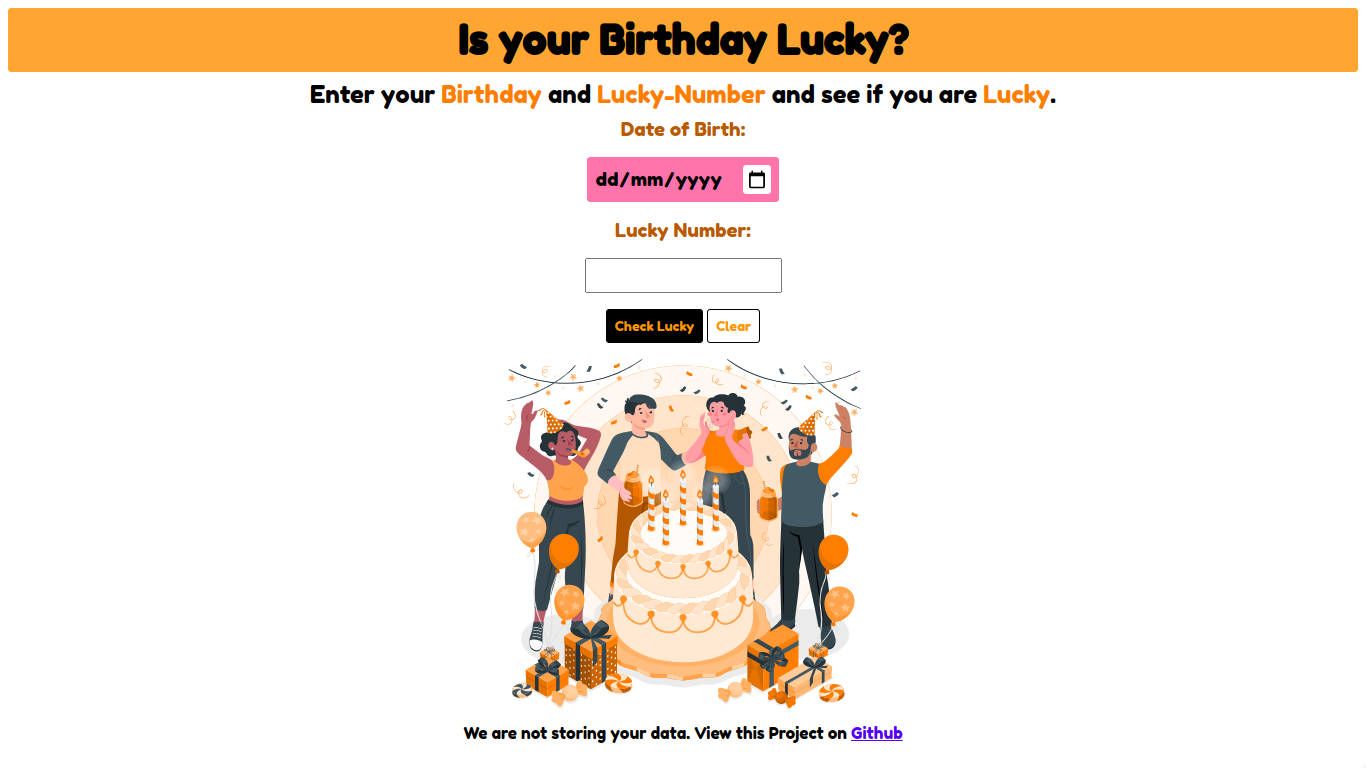 Is your Birthday Lucky?
Enter your Birthday and Lucky-Number and see if you are Lucky.
Date of Birth:
dd/mm/yyyy
Lucky Number:
Check Lucky Clear
We are not storing your data. View this Project on Github